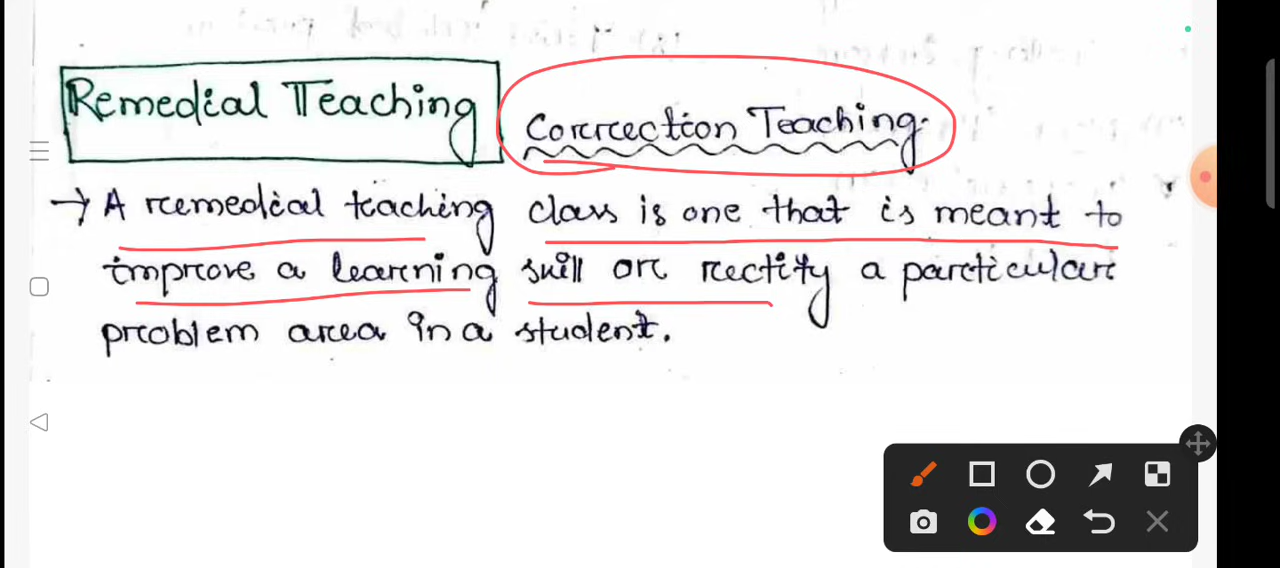 Remedial Teaching Correction Teaching.
→ A remedical teaching class is one that is meant to
improve a learning skill or rectify a particular
problem area in a student.